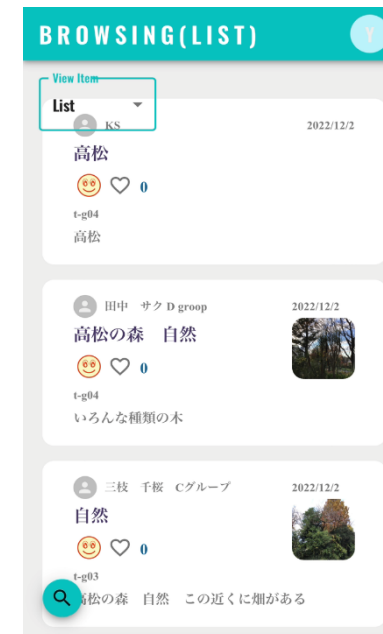 BROWSING(LIST)
Y
View Item
List
KS 2022/12/2
高松
0
t-g04
高松
田中 サク D groop 2022/12/2
高松の森 自然
0
t-g04
いろんな種類の木
三枝 千桜 Cグループ 2022/12/2
自然
0
t-g03
高松の森 自然 この近くに畑がある